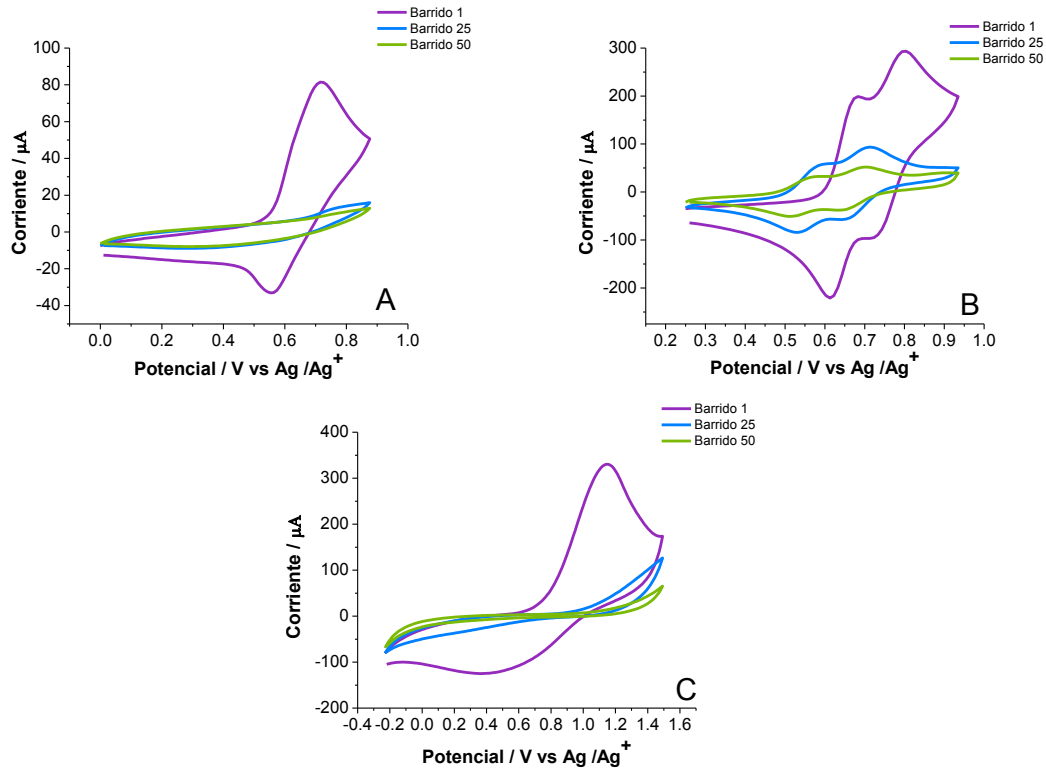 Barrido 1
Barrido 25
Barrido 50
100
80
60
40
20
0
-20
-40
Corriente / µA
0.0 0.2 0.4 0.6 0.8 1.0
Potencial / V vs Ag /Ag+
A
Barrido 1
Barrido 25
Barrido 50
300
200
100
0
-100
-200
Corriente / µA
0.2 0.3 0.4 0.5 0.6 0.7 0.8 0.9 1.0
Potencial / V vs Ag /Ag+
B
Barrido 1
Barrido 25
Barrido 50
400
300
200
100
0
-100
-200
Corriente / µA
-0.4 -0.2 0.0 0.2 0.4 0.6 0.8 1.0 1.2 1.4 1.6
Potencial / V vs Ag /Ag+
C